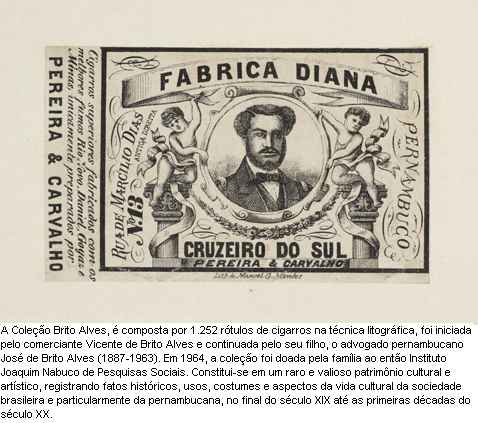 FABRICA DIANA
RUA DE MARCILIO DIAS
ANTIGA DIREITA
Nº 13
PERNAMBUCO
CRUZEIRO DO SUL
PEREIRA & CARVALHO
Lith de Manoel G. Mendes
Cigarros superiores fabricados com os
melhores fumos Rio, Novo, Daniel, Goyaz e
Minas, unicamente preparados por
PEREIRA & CARVALHO
A Coleção Brito Alves, é composta por 1.252 rótulos de cigarros na técnica litográfica, foi iniciada
pelo comerciante Vicente de Brito Alves e continuada pelo seu filho, o advogado pernambucano
José de Brito Alves (1887-1963). Em 1964, a coleção foi doada pela família ao então Instituto
Joaquim Nabuco de Pesquisas Sociais. Constitui-se em um raro e valioso patrimônio cultural e
artístico, registrando fatos históricos, usos, costumes e aspectos da vida cultural da sociedade
brasileira e particularmente da pernambucana, no final do século XIX até as primeiras décadas do
século XX.